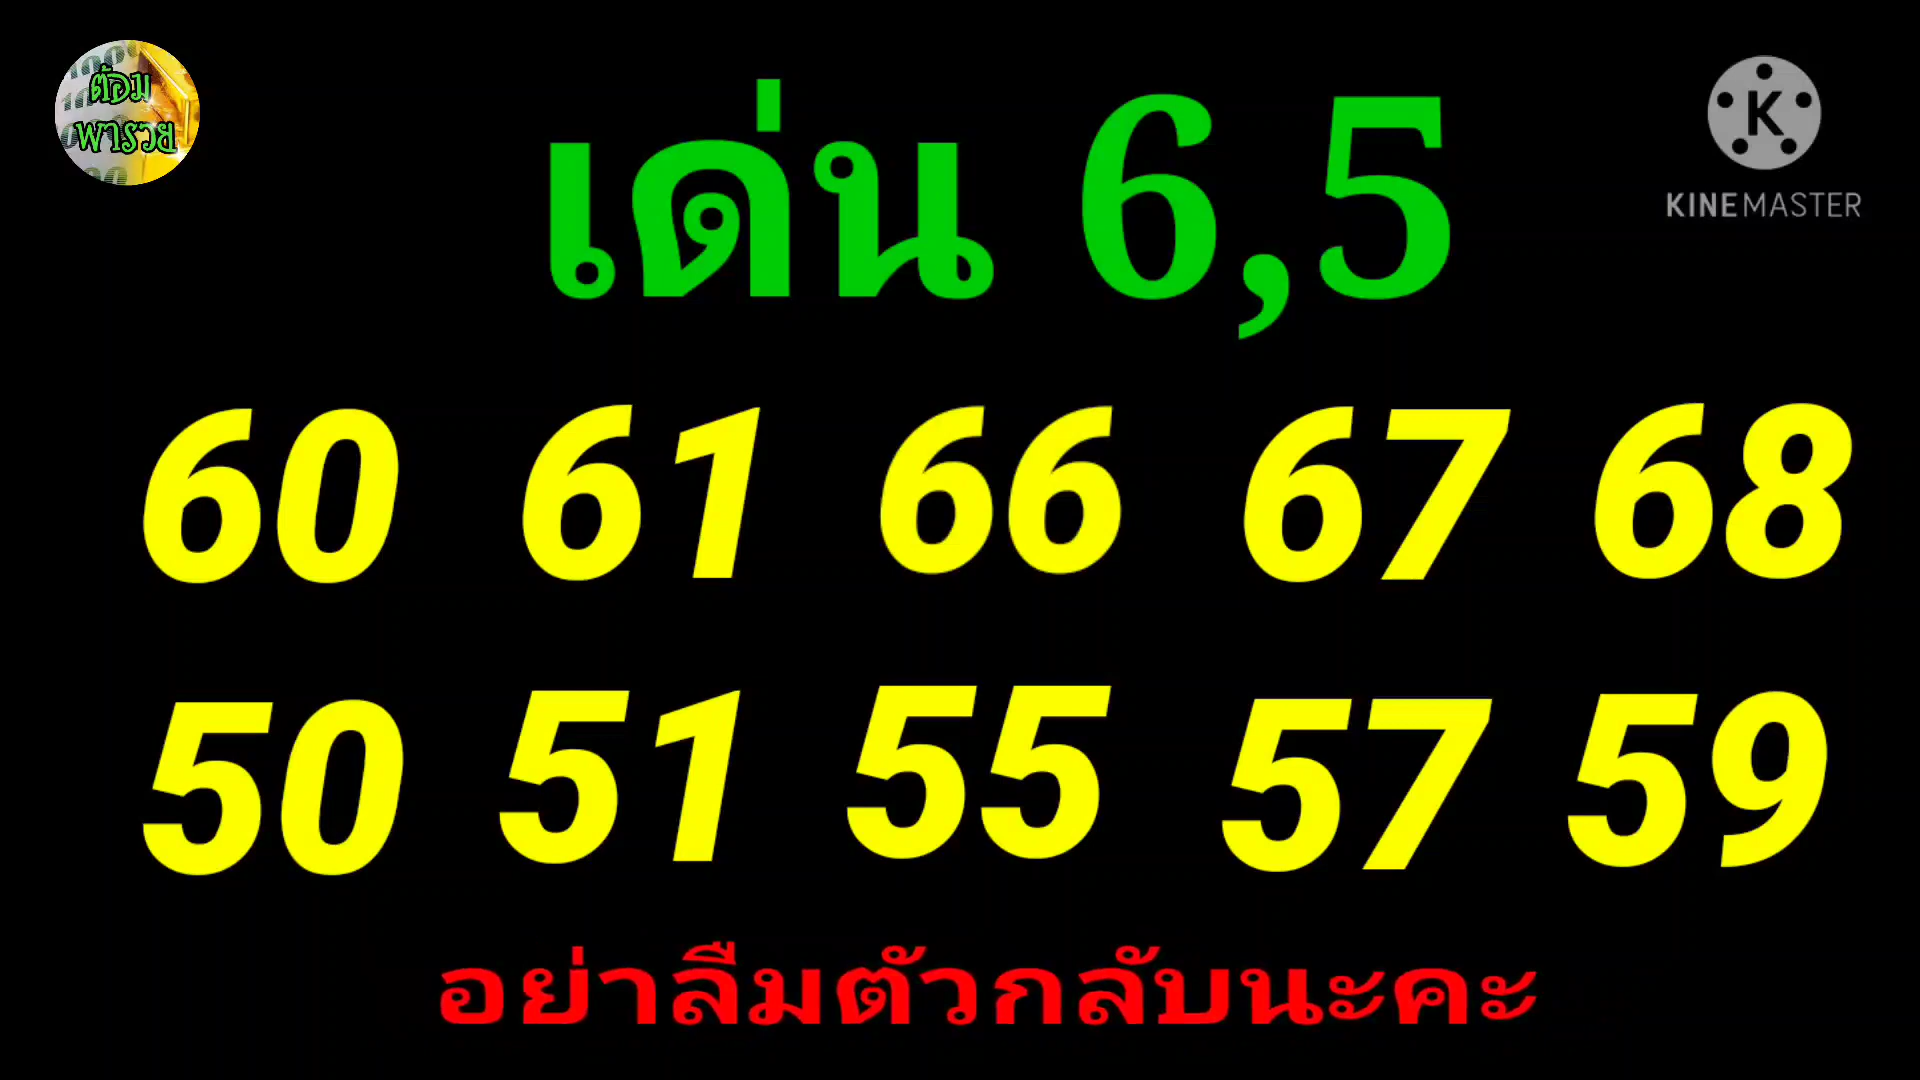 ต้อม
พารวย
KINEMASTER
เด่น 6,5
60 61 66 67 68
50 51 55 57 59
อย่าลืมตัวกลับนะคะ